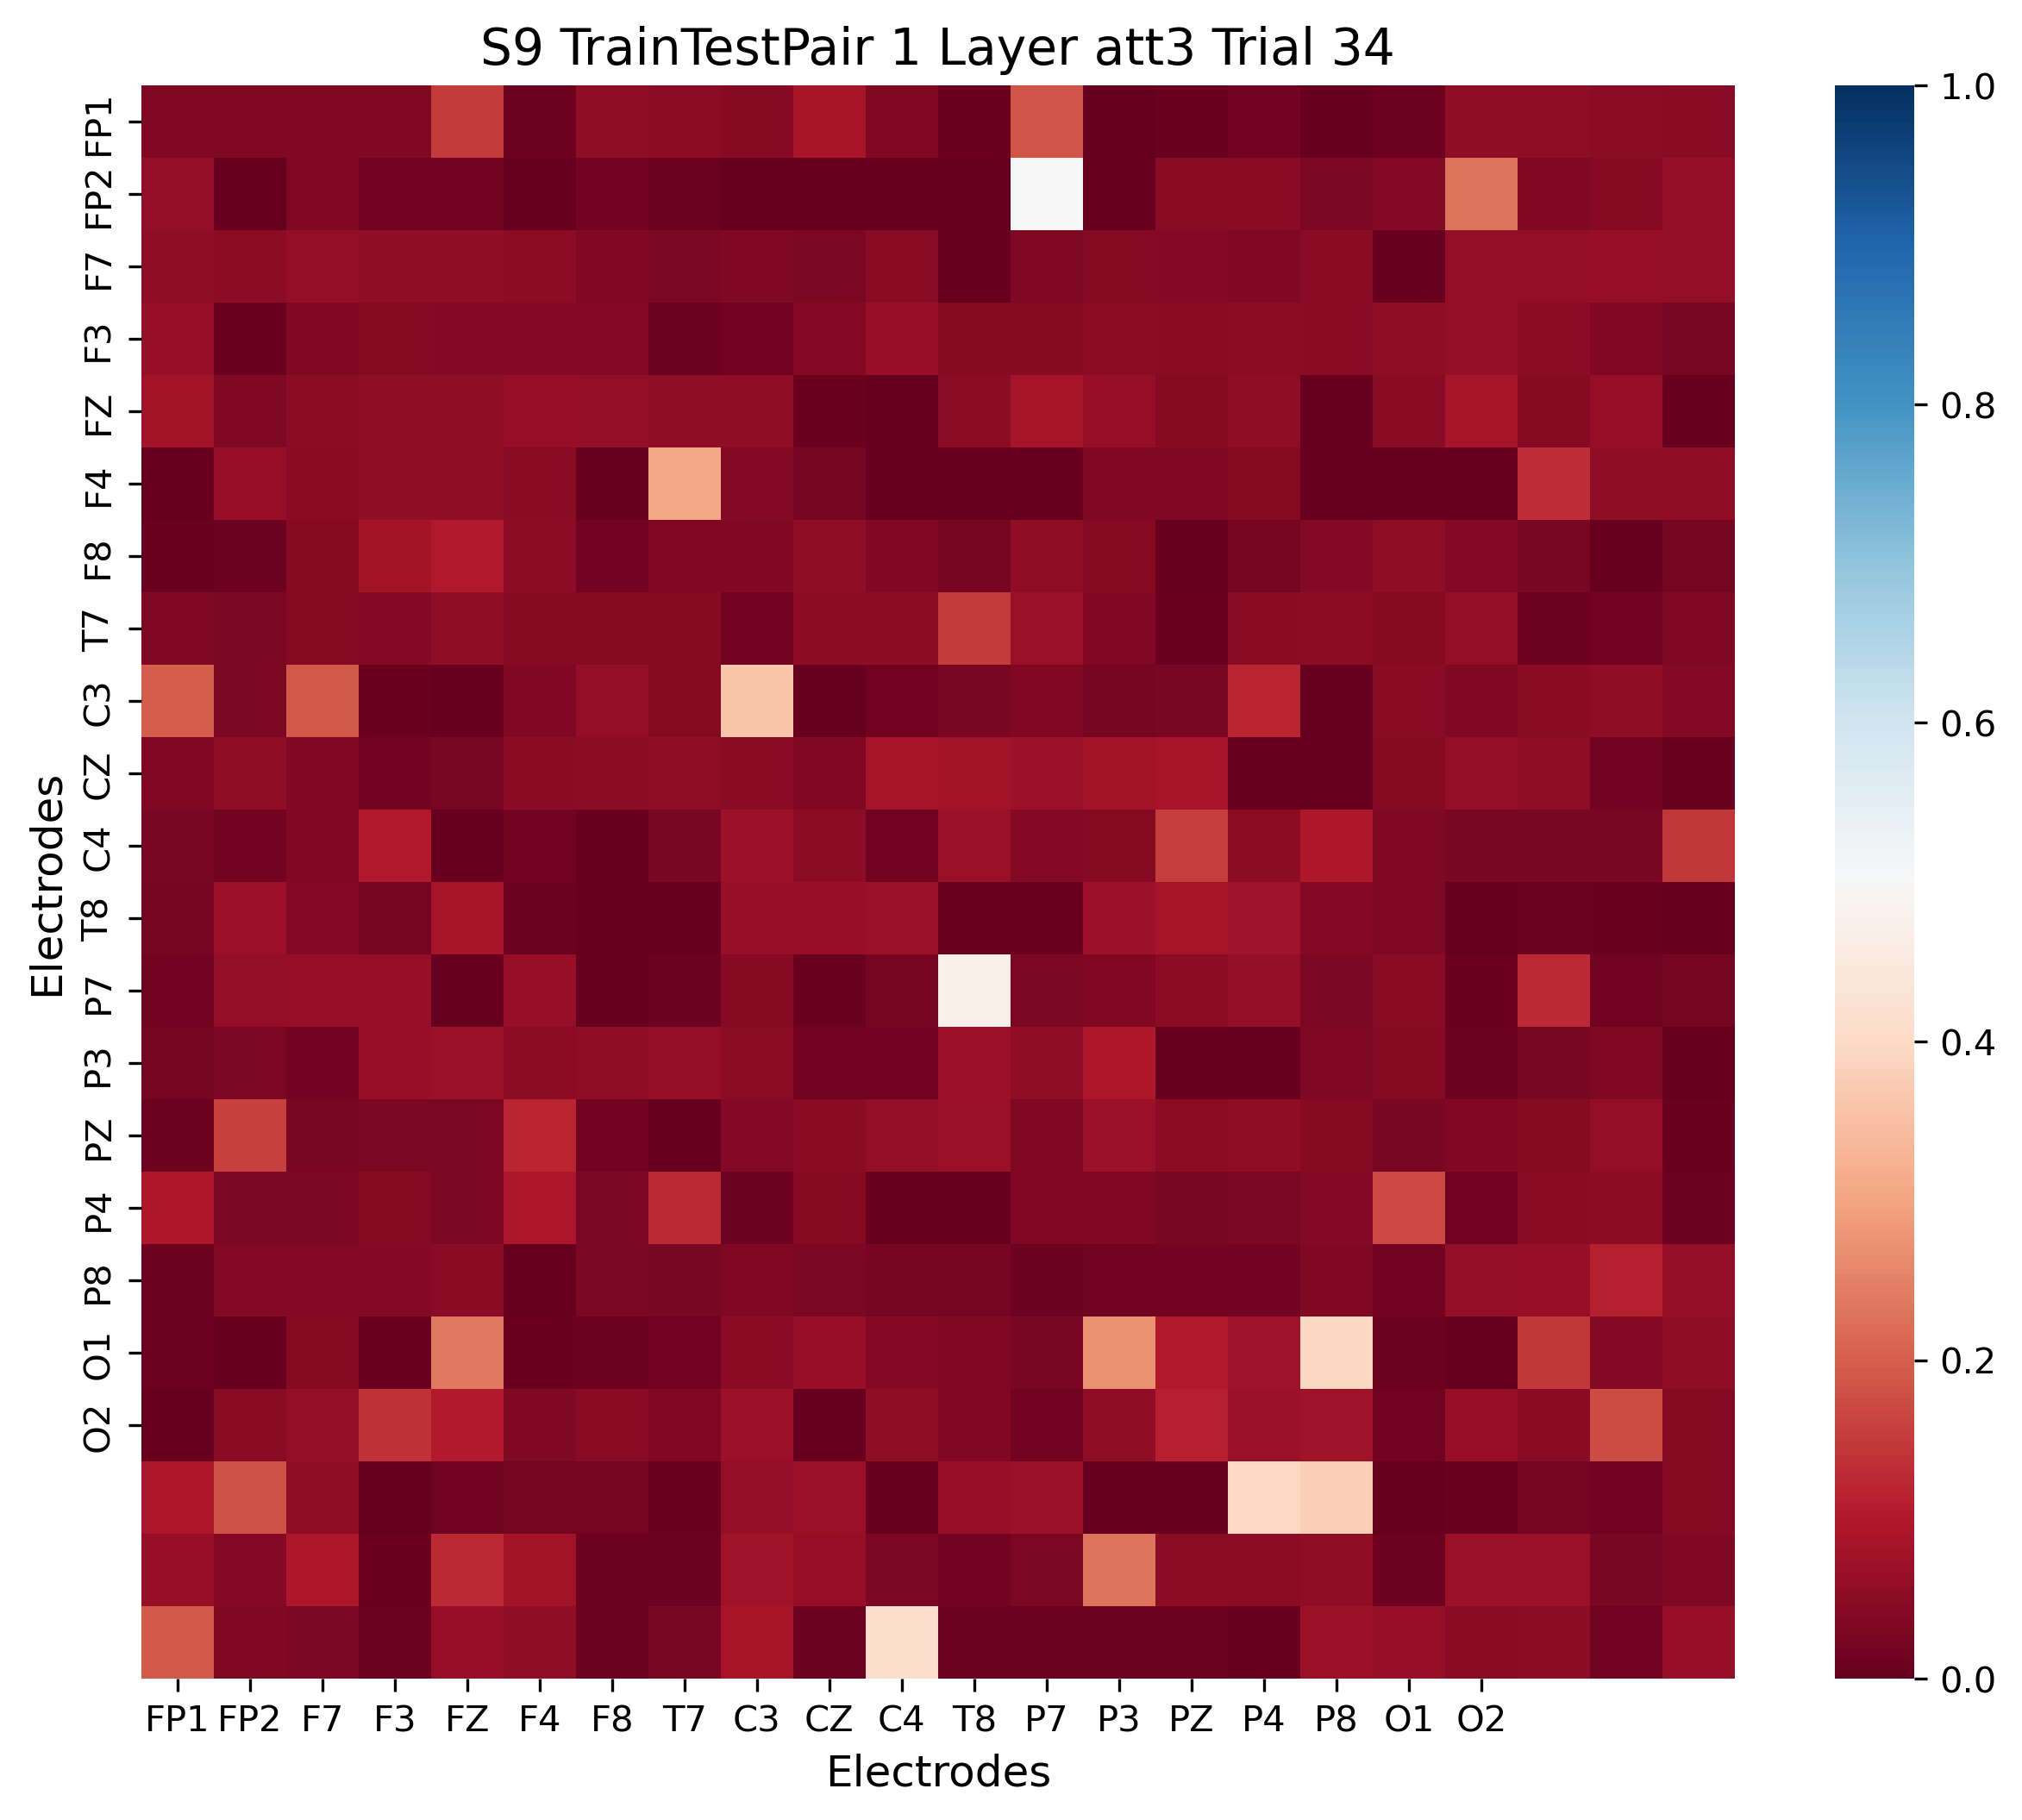 S9 TrainTestPair 1 Layer att3 Trial 34
Electrodes
FP1
FP2
F7
F3
FZ
F4
F8
T7
C3
CZ
C4
T8
P7
P3
PZ
P4
P8
O1
O2
FP1 FP2 F7 F3 FZ F4 F8 T7 C3 CZ C4 T8 P7 P3 PZ P4 P8 O1 O2
Electrodes
1.0
0.8
0.6
0.4
0.2
0.0